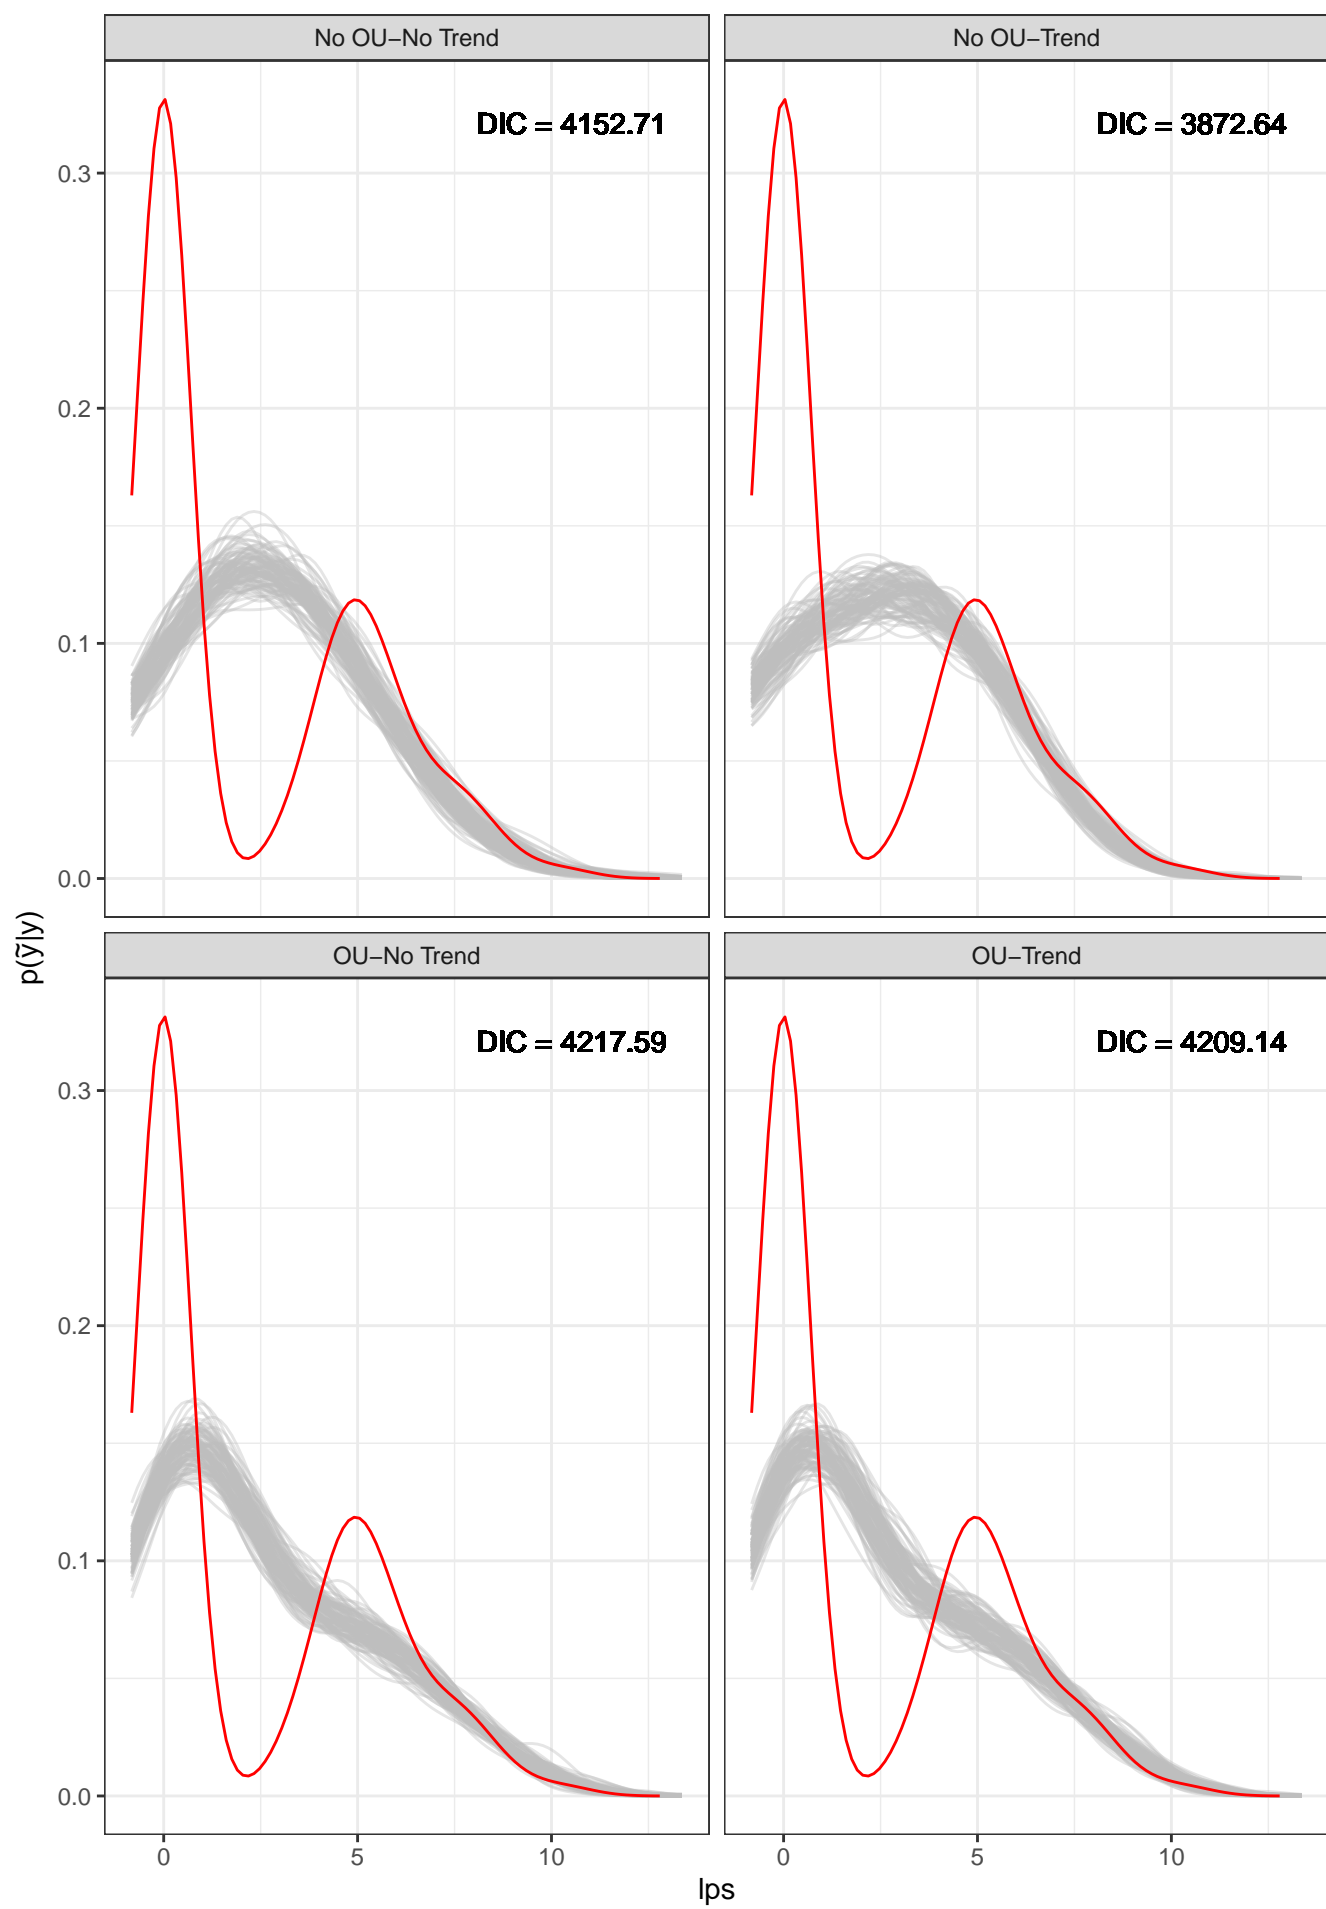 No OU−No Trend
No OU−Trend
DIC = 4152.71
DIC = 3872.64
0.3
0.2
0.1
0.0
p(ỹ|y)
OU−No Trend
OU−Trend
DIC = 4217.59
DIC = 4209.14
0.3
0.2
0.1
0.0
0 5 10
0 5 10
lps